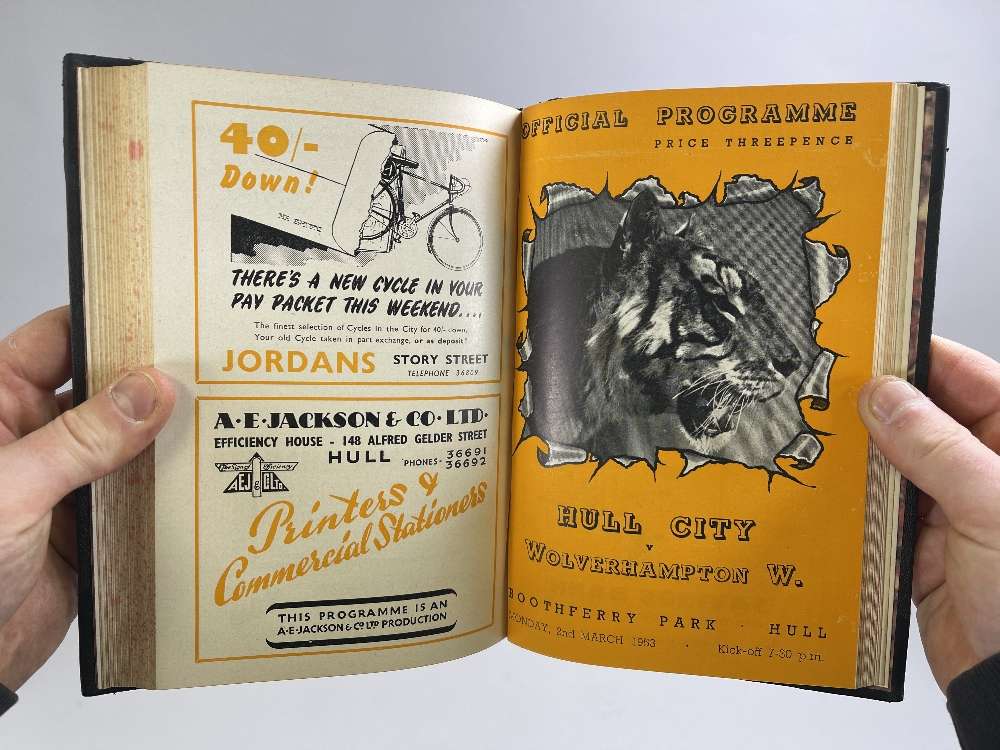 40/-
Down!
THERE'S A NEW CYCLE IN YOUR
PAY PACKET THIS WEEKEND....
The finest selection of Cycles in the City for 40/- down.
Your old Cycle taken in part exchange, or as deposit!
JORDANS STORY STREET
TELEPHONE 36809
A·E·JACKSON & CO·LTD·
EFFICIENCY HOUSE - 148 ALFRED GELDER STREET
HULL PHONES - 36691
36692
AEJ & CLTD.
Printers &
Commercial Stationers
THIS PROGRAMME IS AN
A·E·JACKSON & CO LTD PRODUCTION
OFFICIAL PROGRAMME
PRICE THREEPENCE
HULL CITY
v
WOLVERHAMPTON W.
BOOTHFERRY PARK · HULL
MONDAY, 2nd MARCH 1953 . Kick-off 7-30 p.m.